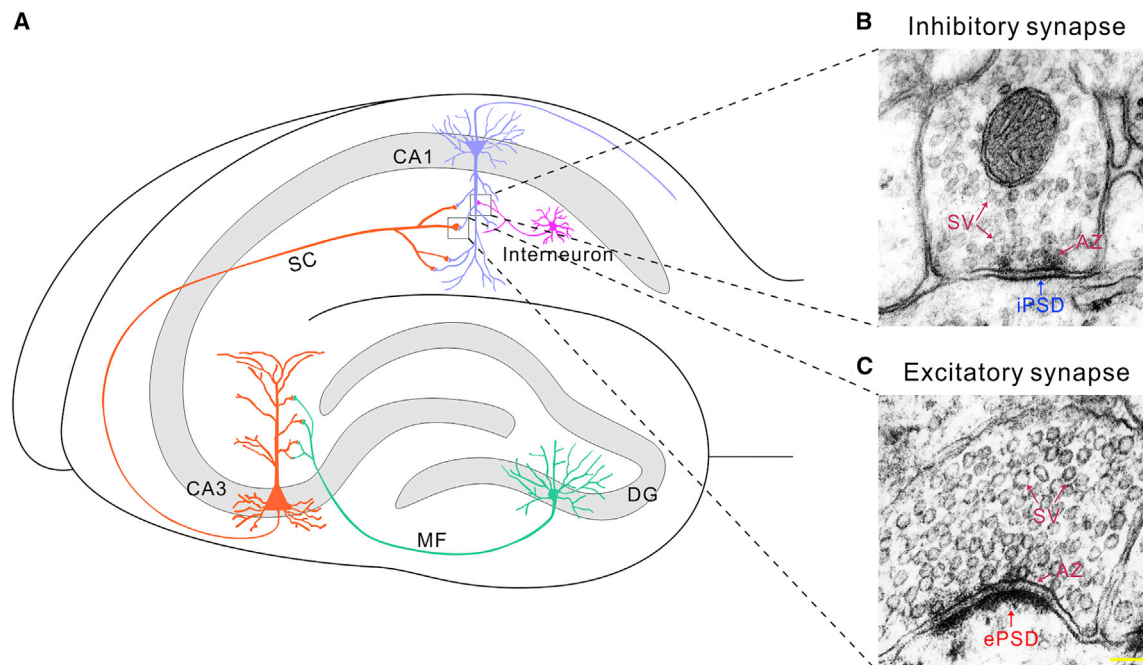 A
CA1
SC
Interneuron
CA3
MF
DG
B
Inhibitory synapse
SV
AZ
iPSD
C
Excitatory synapse
SV
AZ
ePSD